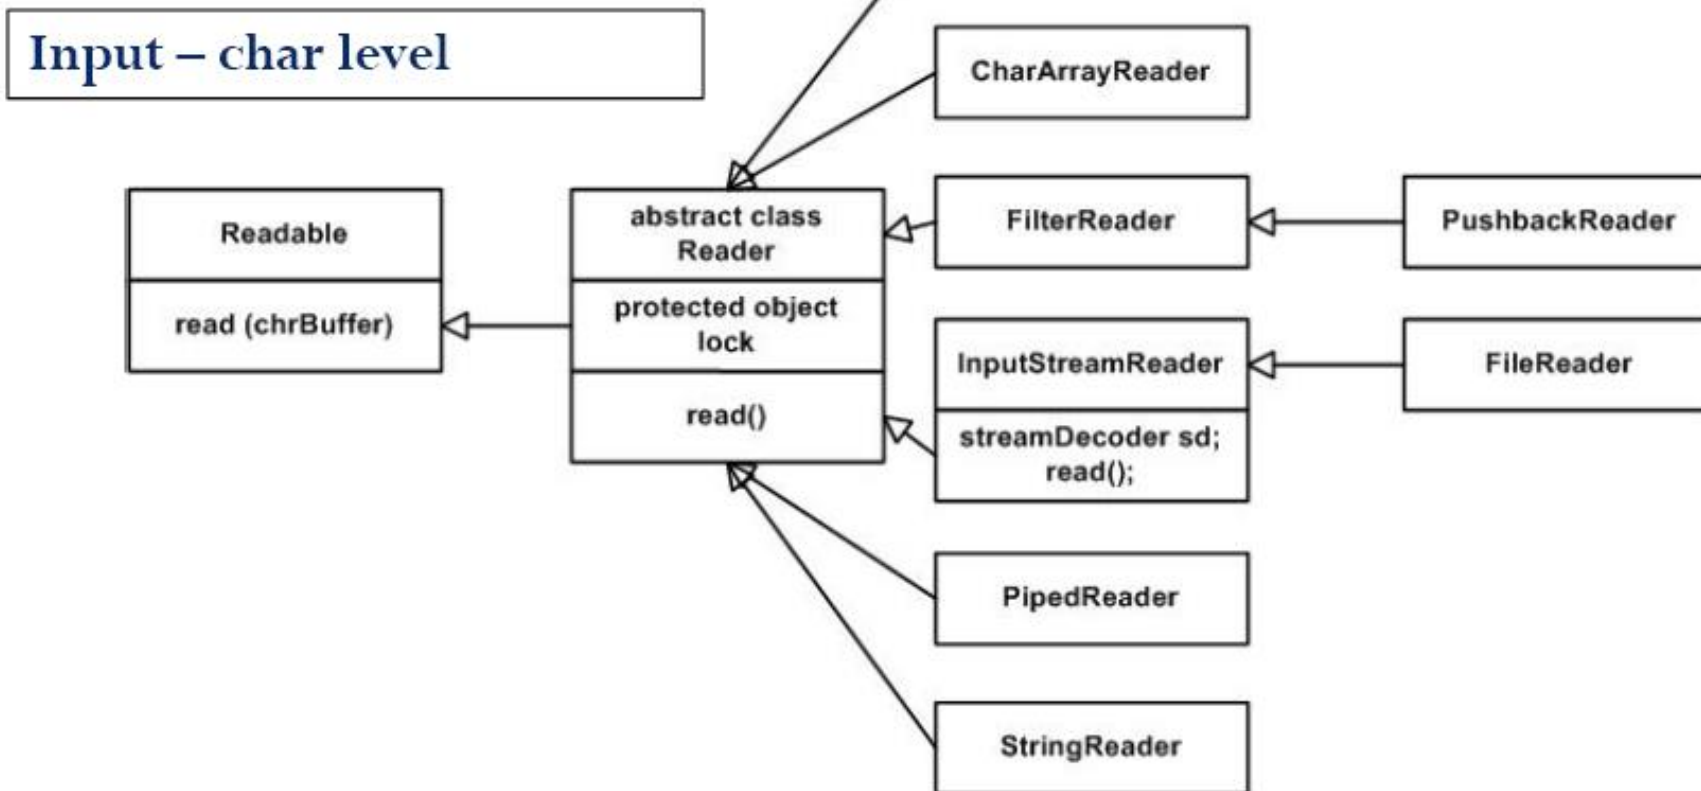 Input – char level
CharArrayReader
Readable
read (chrBuffer)
abstract class
Reader
protected object
lock
read()
FilterReader
PushbackReader
InputStreamReader
streamDecoder sd;
read();
FileReader
PipedReader
StringReader